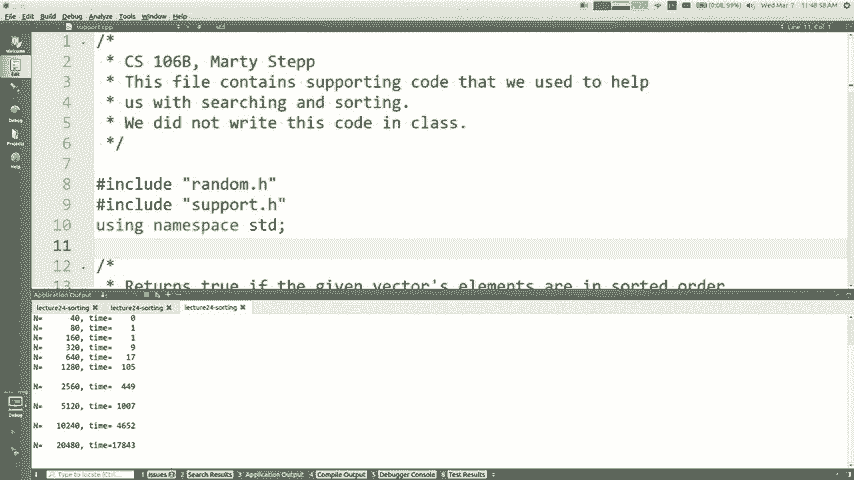 File Edit Build Debug Analyze Tools Window Help
(0:08, 99%) Wed Mar 7 11:48:58 AM
support.cpp Line: 11, Col: 1
1 /*
2 * CS 106B, Marty Stepp
3 * This file contains supporting code that we used to help
4 * us with searching and sorting.
5 * We did not write this code in class.
6 */
7
8 #include "random.h"
9 #include "support.h"
10 using namespace std;
11
12 /*
13 * Returns true if the given vector's elements are in sorted order
Welcome
Edit
Debug
Projects
Help
Application Output
lecture24-sorting lecture24-sorting lecture24-sorting
N= 40, time= 0
N= 80, time= 1
N= 160, time= 1
N= 320, time= 9
N= 640, time= 17
N= 1280, time= 105
N= 2560, time= 449
N= 5120, time= 1007
N= 10240, time= 4652
N= 20480, time=17843
Debug
Type to locate (Ctrl... 1 Issues 2 Search Results 3 Application Output 4 Compile Output 5 Debugger Console 8 Test Results